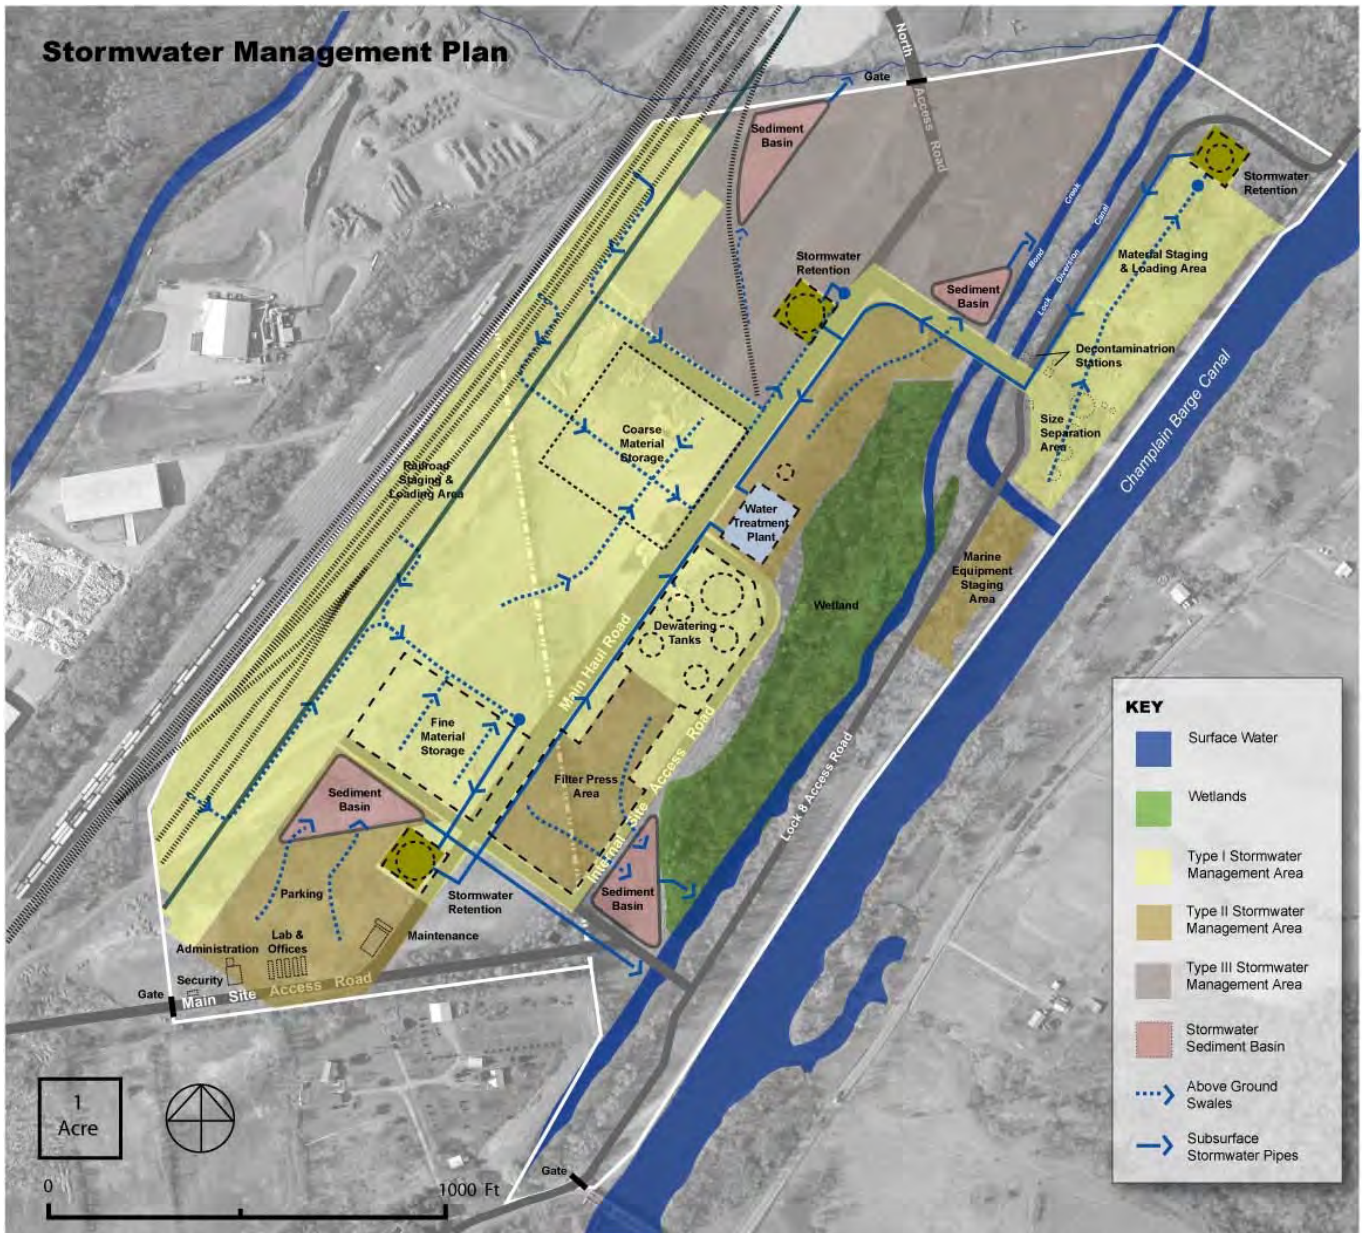 Stormwater Management Plan
North
Access Road
Gate
Sediment
Basin
Stormwater
Retention
Stormwater
Retention
Creek
Bond
Canal
Diversion
Lock
Material Staging
& Loading Area
Sediment
Basin
Decontaminatrion
Stations
Size
Separation
Area
Champlain Barge Canal
Coarse
Material
Storage
Railroad
Staging &
Loading Area
Water
Treatment
Plant
Marine
Equipment
Staging
Area
Wetland
Dewatering
Tanks
Main Haul Road
Fine
Material
Storage
Filter Press
Area
Internal Site Access Road
Lock 8 Access Road
Sediment
Basin
Sediment
Basin
Stormwater
Retention
Parking
Maintenance
Administration
Lab &
Offices
Security
Gate
Main Site Access Road
Gate
1
Acre
0
1000 Ft
KEY
Surface Water
Wetlands
Type I Stormwater
Management Area
Type II Stormwater
Management Area
Type III Stormwater
Management Area
Stormwater
Sediment Basin
Above Ground
Swales
Subsurface
Stormwater Pipes